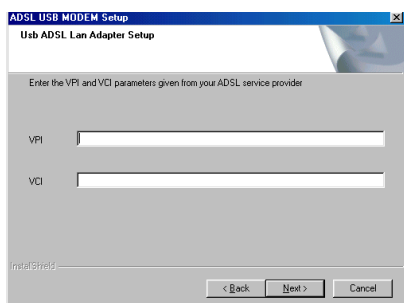 ADSL USB MODEM Setup
Usb ADSL Lan Adapter Setup
Enter the VPI and VCI parameters given from your ADSL service provider
VPI
VCI
InstallShield
< Back Next > Cancel